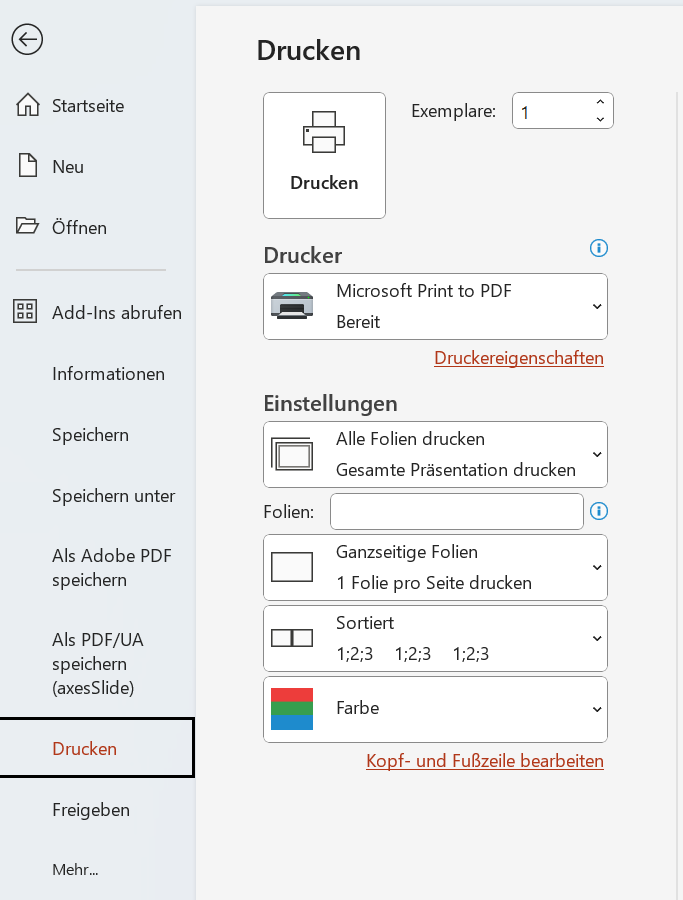 Startseite
Neu
Öffnen
Add-Ins abrufen
Informationen
Speichern
Speichern unter
Als Adobe PDF
speichern
Als PDF/UA
speichern
(axesSlide)
Drucken
Freigeben
Mehr...
Drucken
Drucken
Exemplare: 1
Drucker
Microsoft Print to PDF
Bereit
Druckereigenschaften
Einstellungen
Alle Folien drucken
Gesamte Präsentation drucken
Folien:
Ganzseitige Folien
1 Folie pro Seite drucken
Sortiert
1;2;3 1;2;3 1;2;3
Farbe
Kopf- und Fußzeile bearbeiten